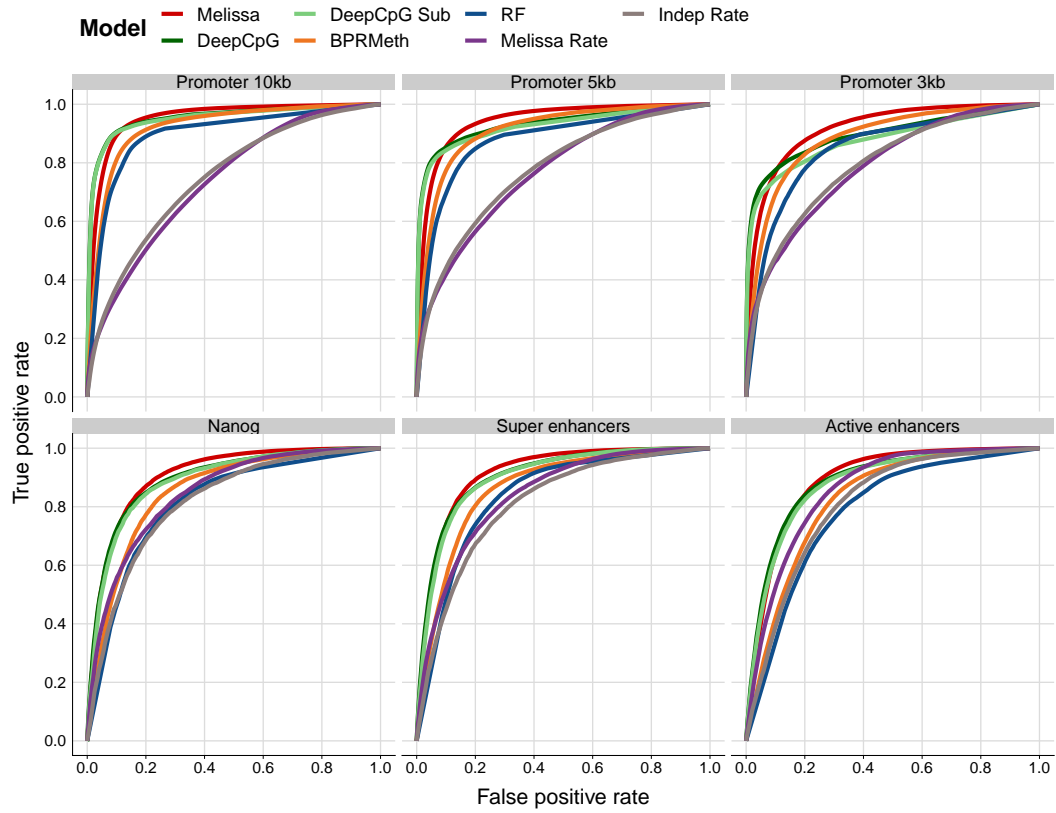 Model
Melissa
DeepCpG Sub
RF
Indep Rate
DeepCpG
BPRMeth
Melissa Rate
Promoter 10kb
Promoter 5kb
Promoter 3kb
1.0
0.8
0.6
0.4
0.2
0.0
Nanog
Super enhancers
Active enhancers
1.0
0.8
0.6
0.4
0.2
0.0
0.0 0.2 0.4 0.6 0.8 1.0
0.0 0.2 0.4 0.6 0.8 1.0
0.0 0.2 0.4 0.6 0.8 1.0
True positive rate
False positive rate